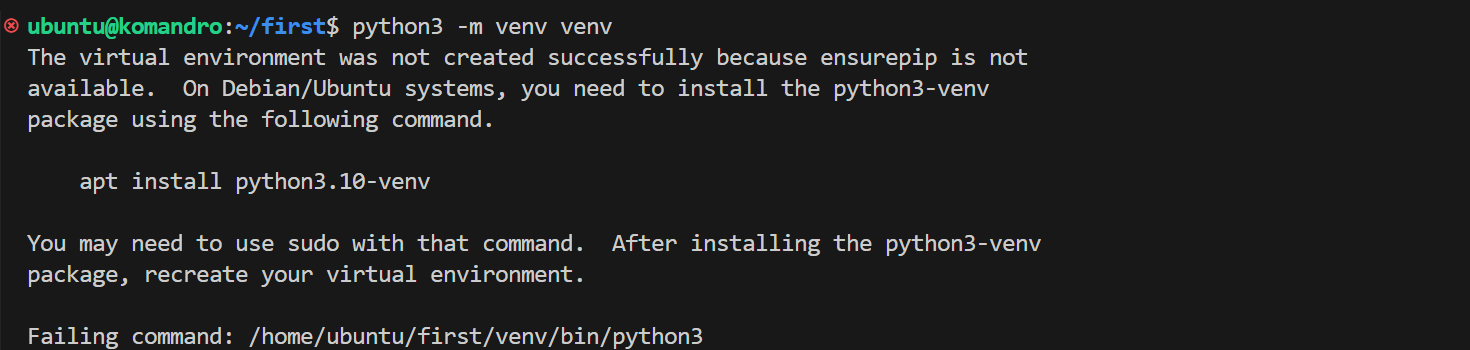 ubuntu@komandro:~/first$ python3 -m venv venv
The virtual environment was not created successfully because ensurepip is not
available.  On Debian/Ubuntu systems, you need to install the python3-venv
package using the following command.
    apt install python3.10-venv
You may need to use sudo with that command.  After installing the python3-venv
package, recreate your virtual environment.
Failing command: /home/ubuntu/first/venv/bin/python3